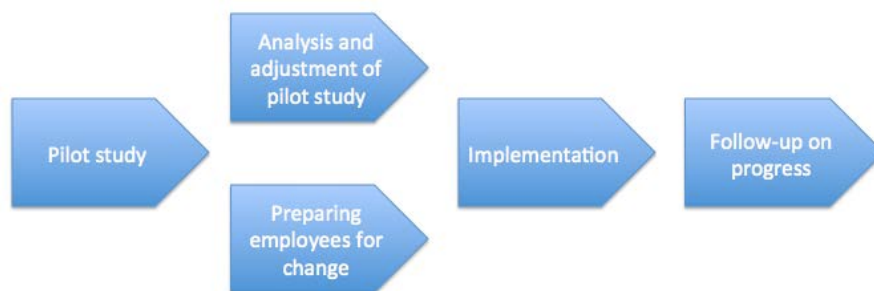 Pilot study
Analysis and
adjustment of
pilot study
Preparing
employees for
change
Implementation
Follow-up on
progress